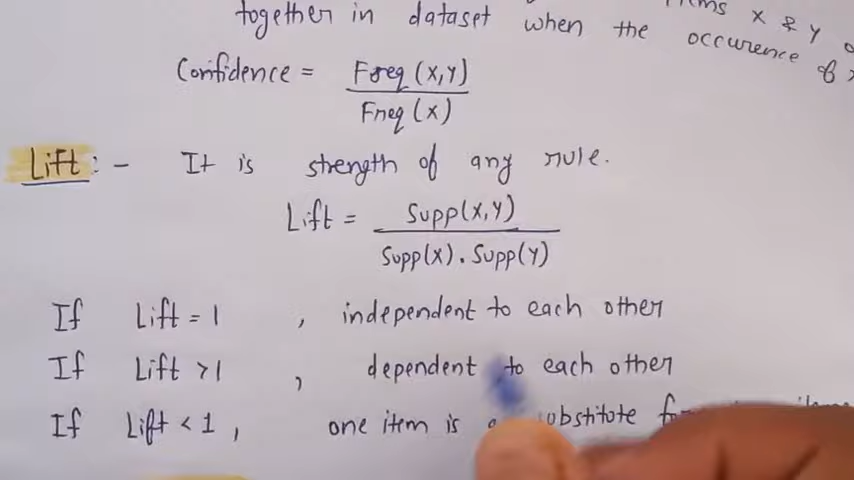 together in dataset when the occurence of
Confidence = Freq (X,Y)
Freq (X)
Lift : - It is strength of any rule.
Lift = Supp(X,Y)
Supp(X) . Supp(Y)
If Lift = 1 , independent to each other
If Lift > 1 , dependent to each other
If Lift < 1 , one item is substitute